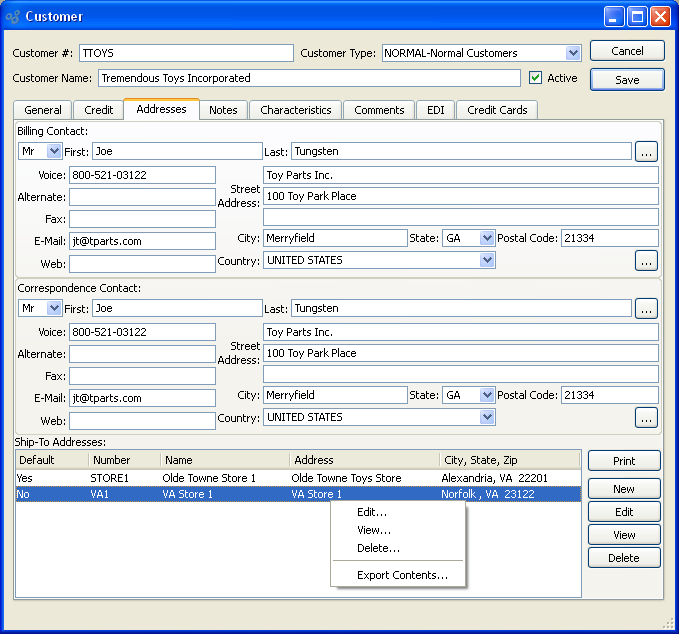 Customer
Customer #: TTOYS Customer Type: NORMAL-Normal Customers Cancel
Customer Name: Tremendous Toys Incorporated Active Save
General Credit Addresses Notes Characteristics Comments EDI Credit Cards
Billing Contact:
Mr First: Joe Last: Tungsten ...
Voice: 800-521-03122 Toy Parts Inc.
Alternate: Street Address: 100 Toy Park Place
Fax:
E-Mail: jt@tparts.com City: Merryfield State: GA Postal Code: 21334
Web: Country: UNITED STATES ...
Correspondence Contact:
Mr First: Joe Last: Tungsten ...
Voice: 800-521-03122 Toy Parts Inc.
Alternate: Street Address: 100 Toy Park Place
Fax:
E-Mail: jt@tparts.com City: Merryfield State: GA Postal Code: 21334
Web: Country: UNITED STATES ...
Ship-To Addresses:
Default Number Name Address City, State, Zip Print
Yes STORE1 Olde Towne Store 1 Olde Towne Toys Store Alexandria, VA 22201
No VA1 VA Store 1 VA Store 1 Norfolk , VA 23122 New
Edit... Edit
View... View
Delete... Delete
Export Contents...